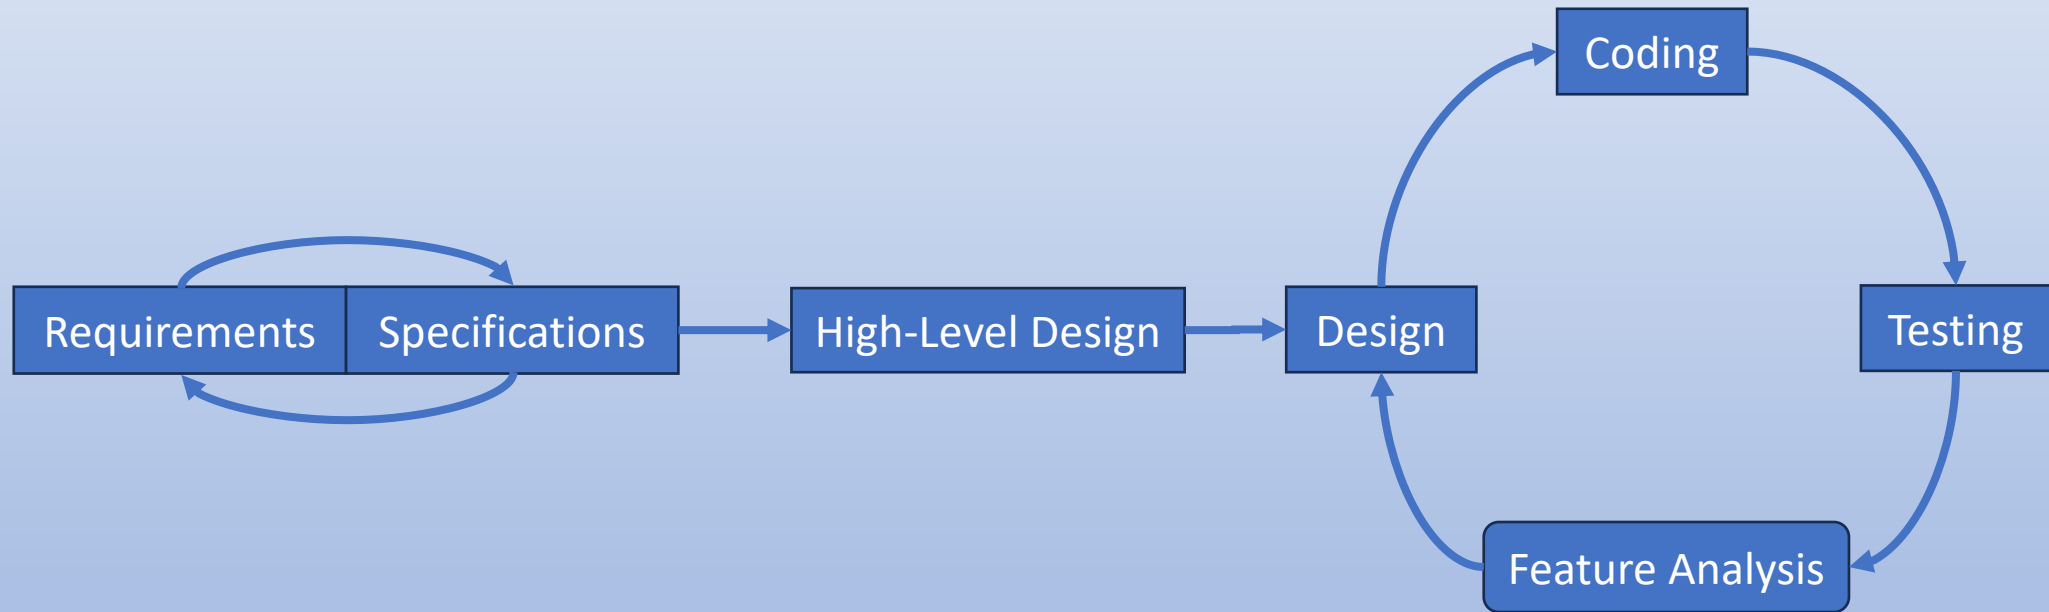 Coding
Requirements
Specifications
High-Level Design
Design
Testing
Feature Analysis